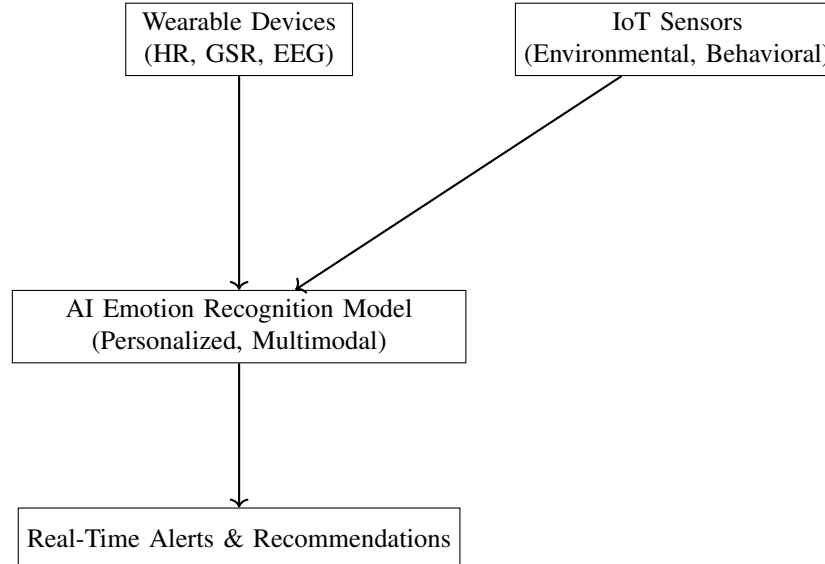 Wearable Devices
(HR, GSR, EEG)
IoT Sensors
(Environmental, Behavioral)
AI Emotion Recognition Model
(Personalized, Multimodal)
Real-Time Alerts & Recommendations